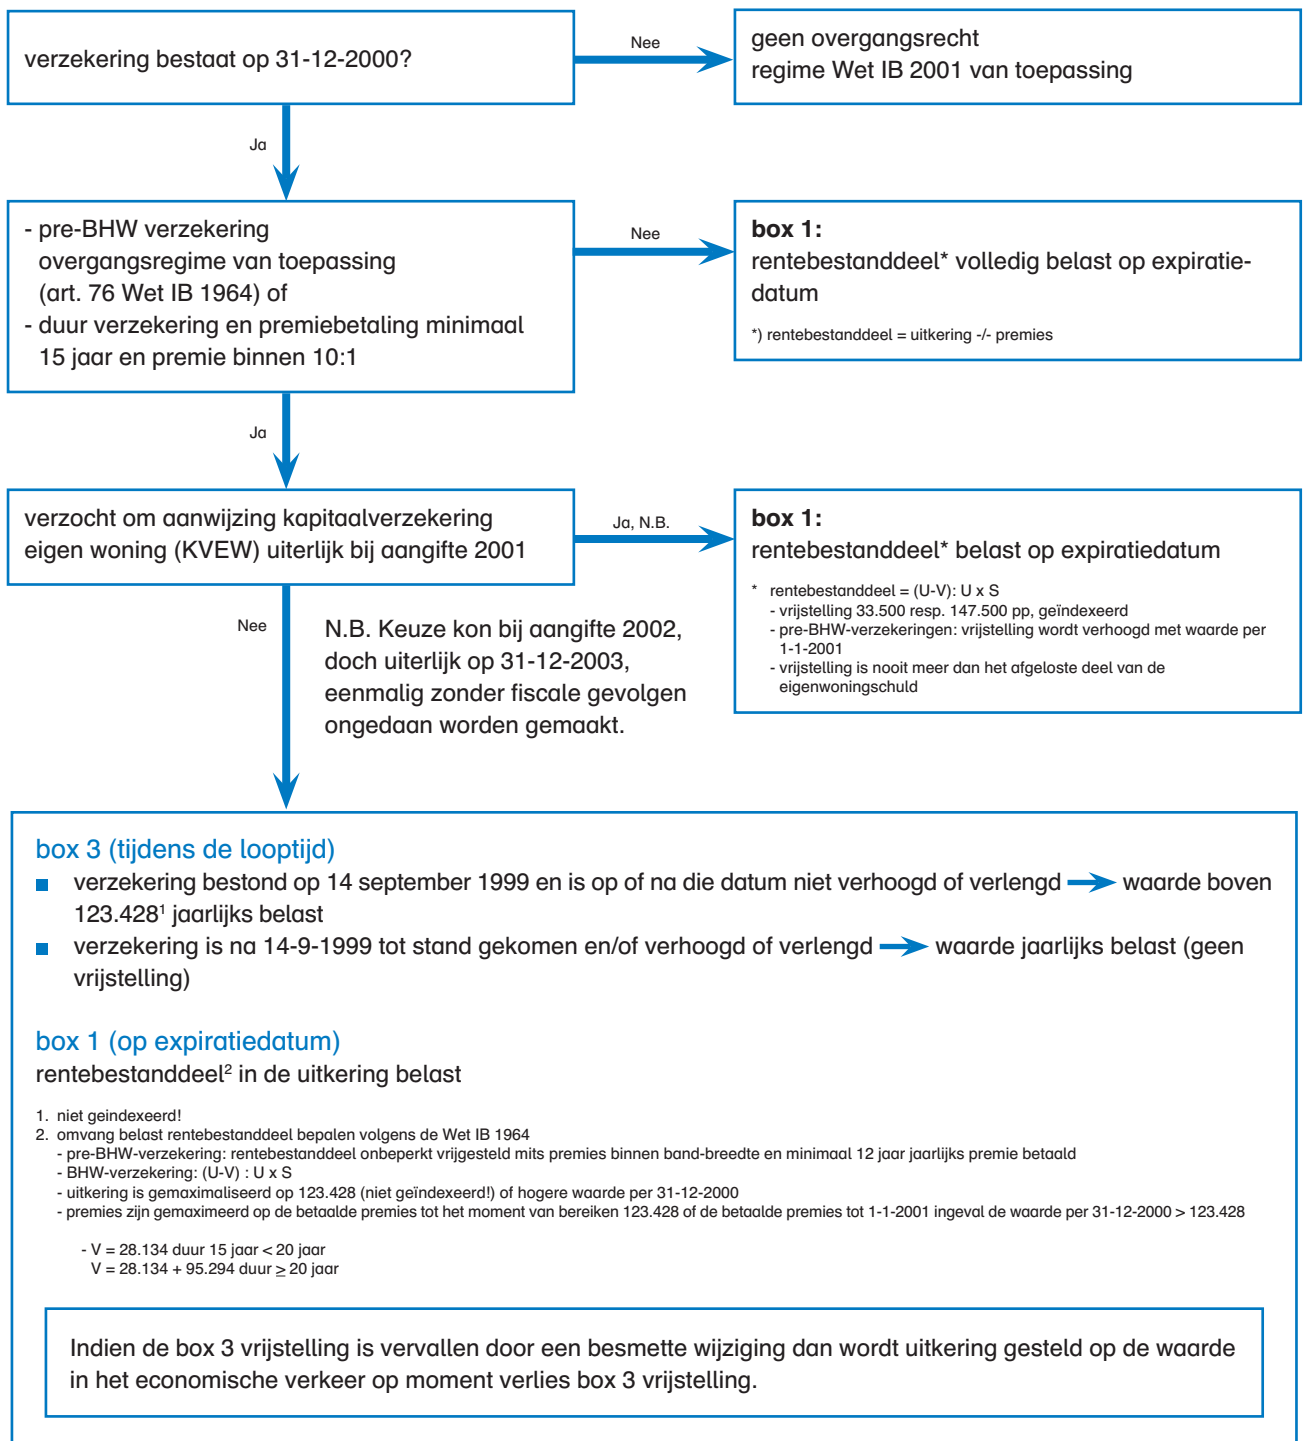 verzekering bestaat op 31-12-2000?
Nee
geen overgangsrecht
regime Wet IB 2001 van toepassing
Ja
- pre-BHW verzekering
overgangsregime van toepassing
(art. 76 Wet IB 1964) of
- duur verzekering en premiebetaling minimaal
15 jaar en premie binnen 10:1
Nee
box 1:
rentebestanddeel* volledig belast op expiratie-
datum
*) rentebestanddeel = uitkering -/- premies
Ja
verzocht om aanwijzing kapitaalverzekering
eigen woning (KVEW) uiterlijk bij aangifte 2001
Ja, N.B.
box 1:
rentebestanddeel* belast op expiratiedatum
* rentebestanddeel = (U-V): U x S
- vrijstelling 33.500 resp. 147.500 pp, geïndexeerd
- pre-BHW-verzekeringen: vrijstelling wordt verhoogd met waarde per
1-1-2001
- vrijstelling is nooit meer dan het afgeloste deel van de
eigenwoningschuld
Nee
N.B. Keuze kon bij aangifte 2002,
doch uiterlijk op 31-12-2003,
eenmalig zonder fiscale gevolgen
ongedaan worden gemaakt.
box 3 (tijdens de looptijd)
verzekering bestond op 14 september 1999 en is op of na die datum niet verhoogd of verlengd → waarde boven
123.428¹ jaarlijks belast
verzekering is na 14-9-1999 tot stand gekomen en/of verhoogd of verlengd → waarde jaarlijks belast (geen
vrijstelling)
box 1 (op expiratiedatum)
rentebestanddeel² in de uitkering belast
1. niet geindexeerd!
2. omvang belast rentebestanddeel bepalen volgens de Wet IB 1964
- pre-BHW-verzekering: rentebestanddeel onbeperkt vrijgesteld mits premies binnen band-breedte en minimaal 12 jaar jaarlijks premie betaald
- BHW-verzekering: (U-V) : U x S
- uitkering is gemaximaliseerd op 123.428 (niet geïndexeerd!) of hogere waarde per 31-12-2000
- premies zijn gemaximeerd op de betaalde premies tot het moment van bereiken 123.428 of de betaalde premies tot 1-1-2001 ingeval de waarde per 31-12-2000 > 123.428
- V = 28.134 duur 15 jaar < 20 jaar
V = 28.134 + 95.294 duur ≥ 20 jaar
Indien de box 3 vrijstelling is vervallen door een besmette wijziging dan wordt uitkering gesteld op de waarde
in het economische verkeer op moment verlies box 3 vrijstelling.